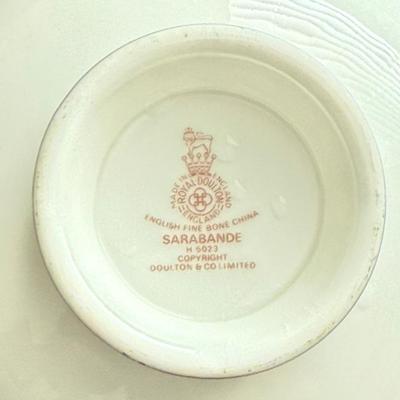 MADE IN ENGLAND
ROYAL DOULTON
ENGLAND
ENGLISH FINE BONE CHINA
SARABANDE
H 5023
COPYRIGHT
DOULTON & CO LIMITED